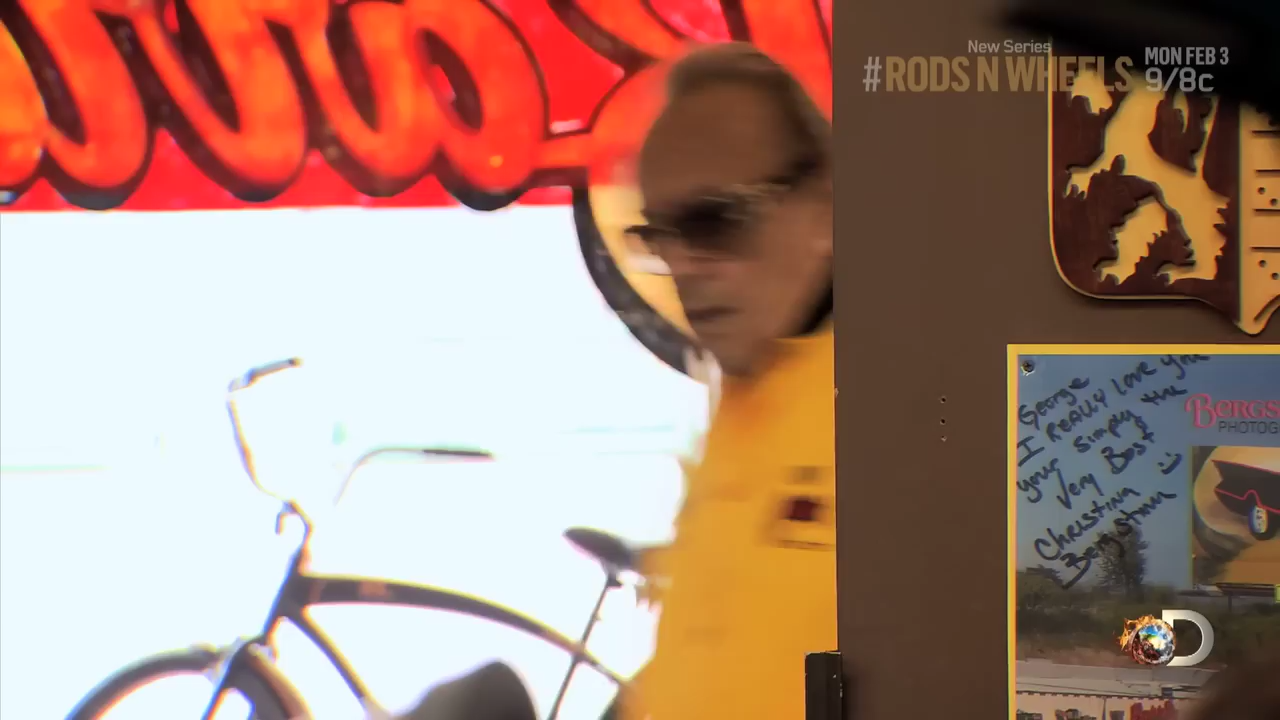 New Series
#RODS N WHEELS
MON FEB 3
9/8c
George
I REALLY Love you
your simply the
Very Best
Christina
Bergstrom
BERGS
PHOTOG
D